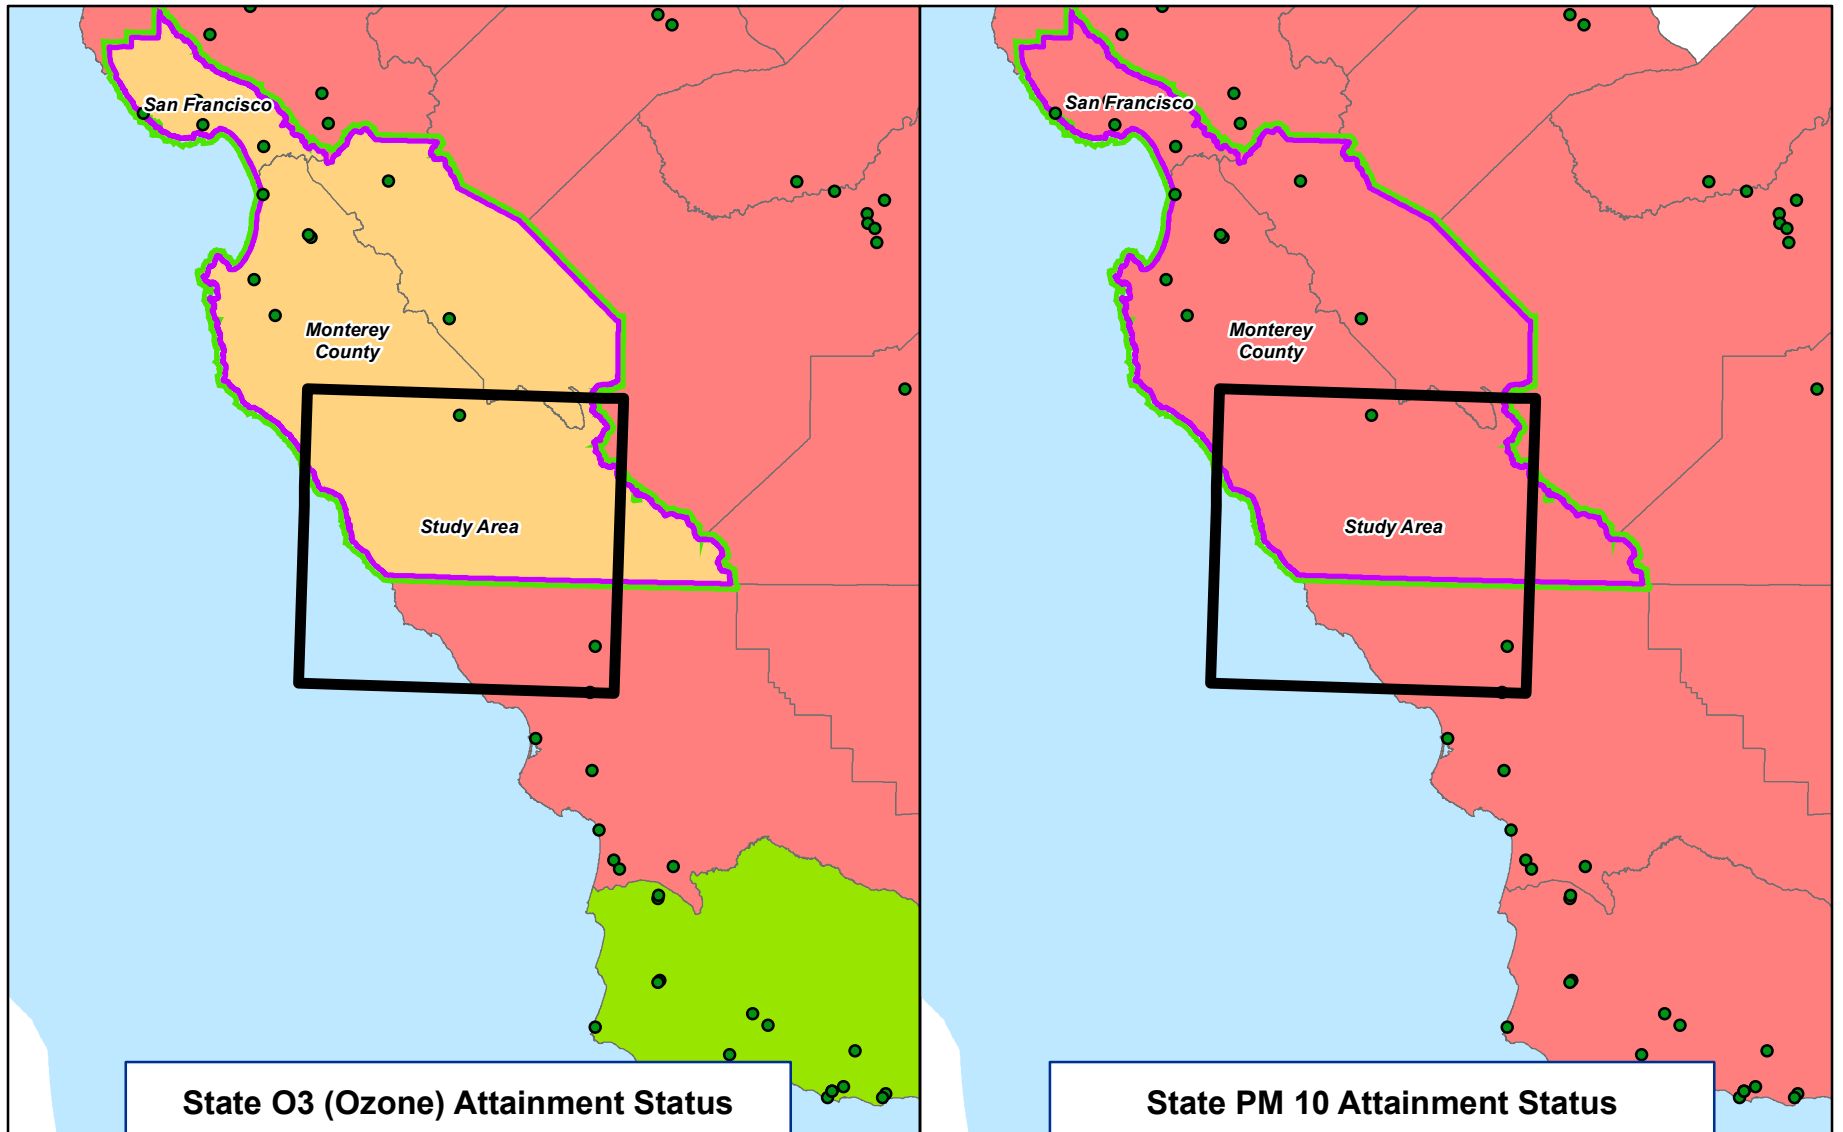 San Francisco
Monterey
County
Study Area
State O3 (Ozone) Attainment Status
San Francisco
Monterey
County
Study Area
State PM 10 Attainment Status